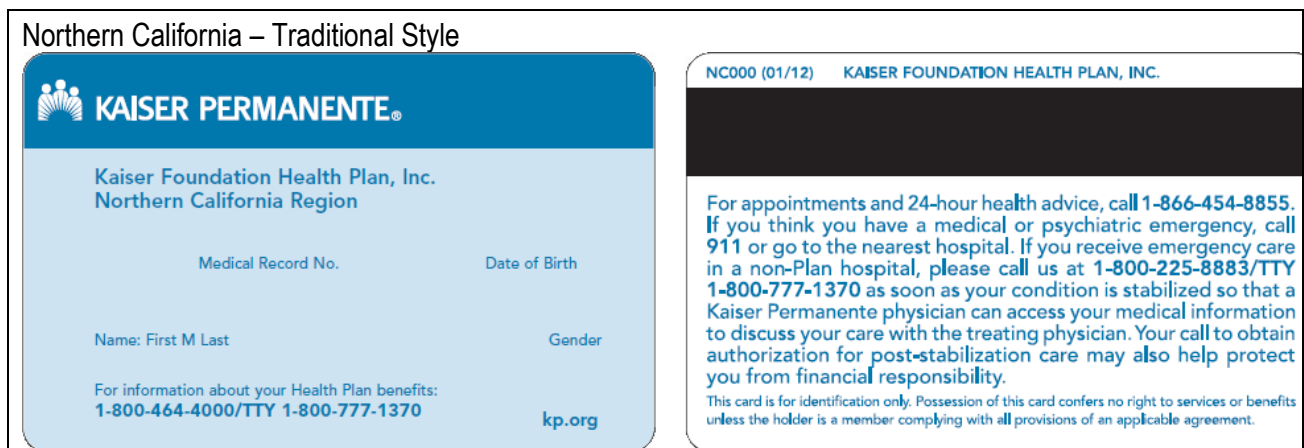 Northern California – Traditional Style
KAISER PERMANENTE®
Kaiser Foundation Health Plan, Inc.
Northern California Region
Medical Record No. Date of Birth
Name: First M Last Gender
For information about your Health Plan benefits:
1-800-464-4000/TTY 1-800-777-1370
kp.org
NC000 (01/12) KAISER FOUNDATION HEALTH PLAN, INC.
For appointments and 24-hour health advice, call 1-866-454-8855.
If you think you have a medical or psychiatric emergency, call
911 or go to the nearest hospital. If you receive emergency care
in a non-Plan hospital, please call us at 1-800-225-8883/TTY
1-800-777-1370 as soon as your condition is stabilized so that a
Kaiser Permanente physician can access your medical information
to discuss your care with the treating physician. Your call to obtain
authorization for post-stabilization care may also help protect
you from financial responsibility.
This card is for identification only. Possession of this card confers no right to services or benefits
unless the holder is a member complying with all provisions of an applicable agreement.